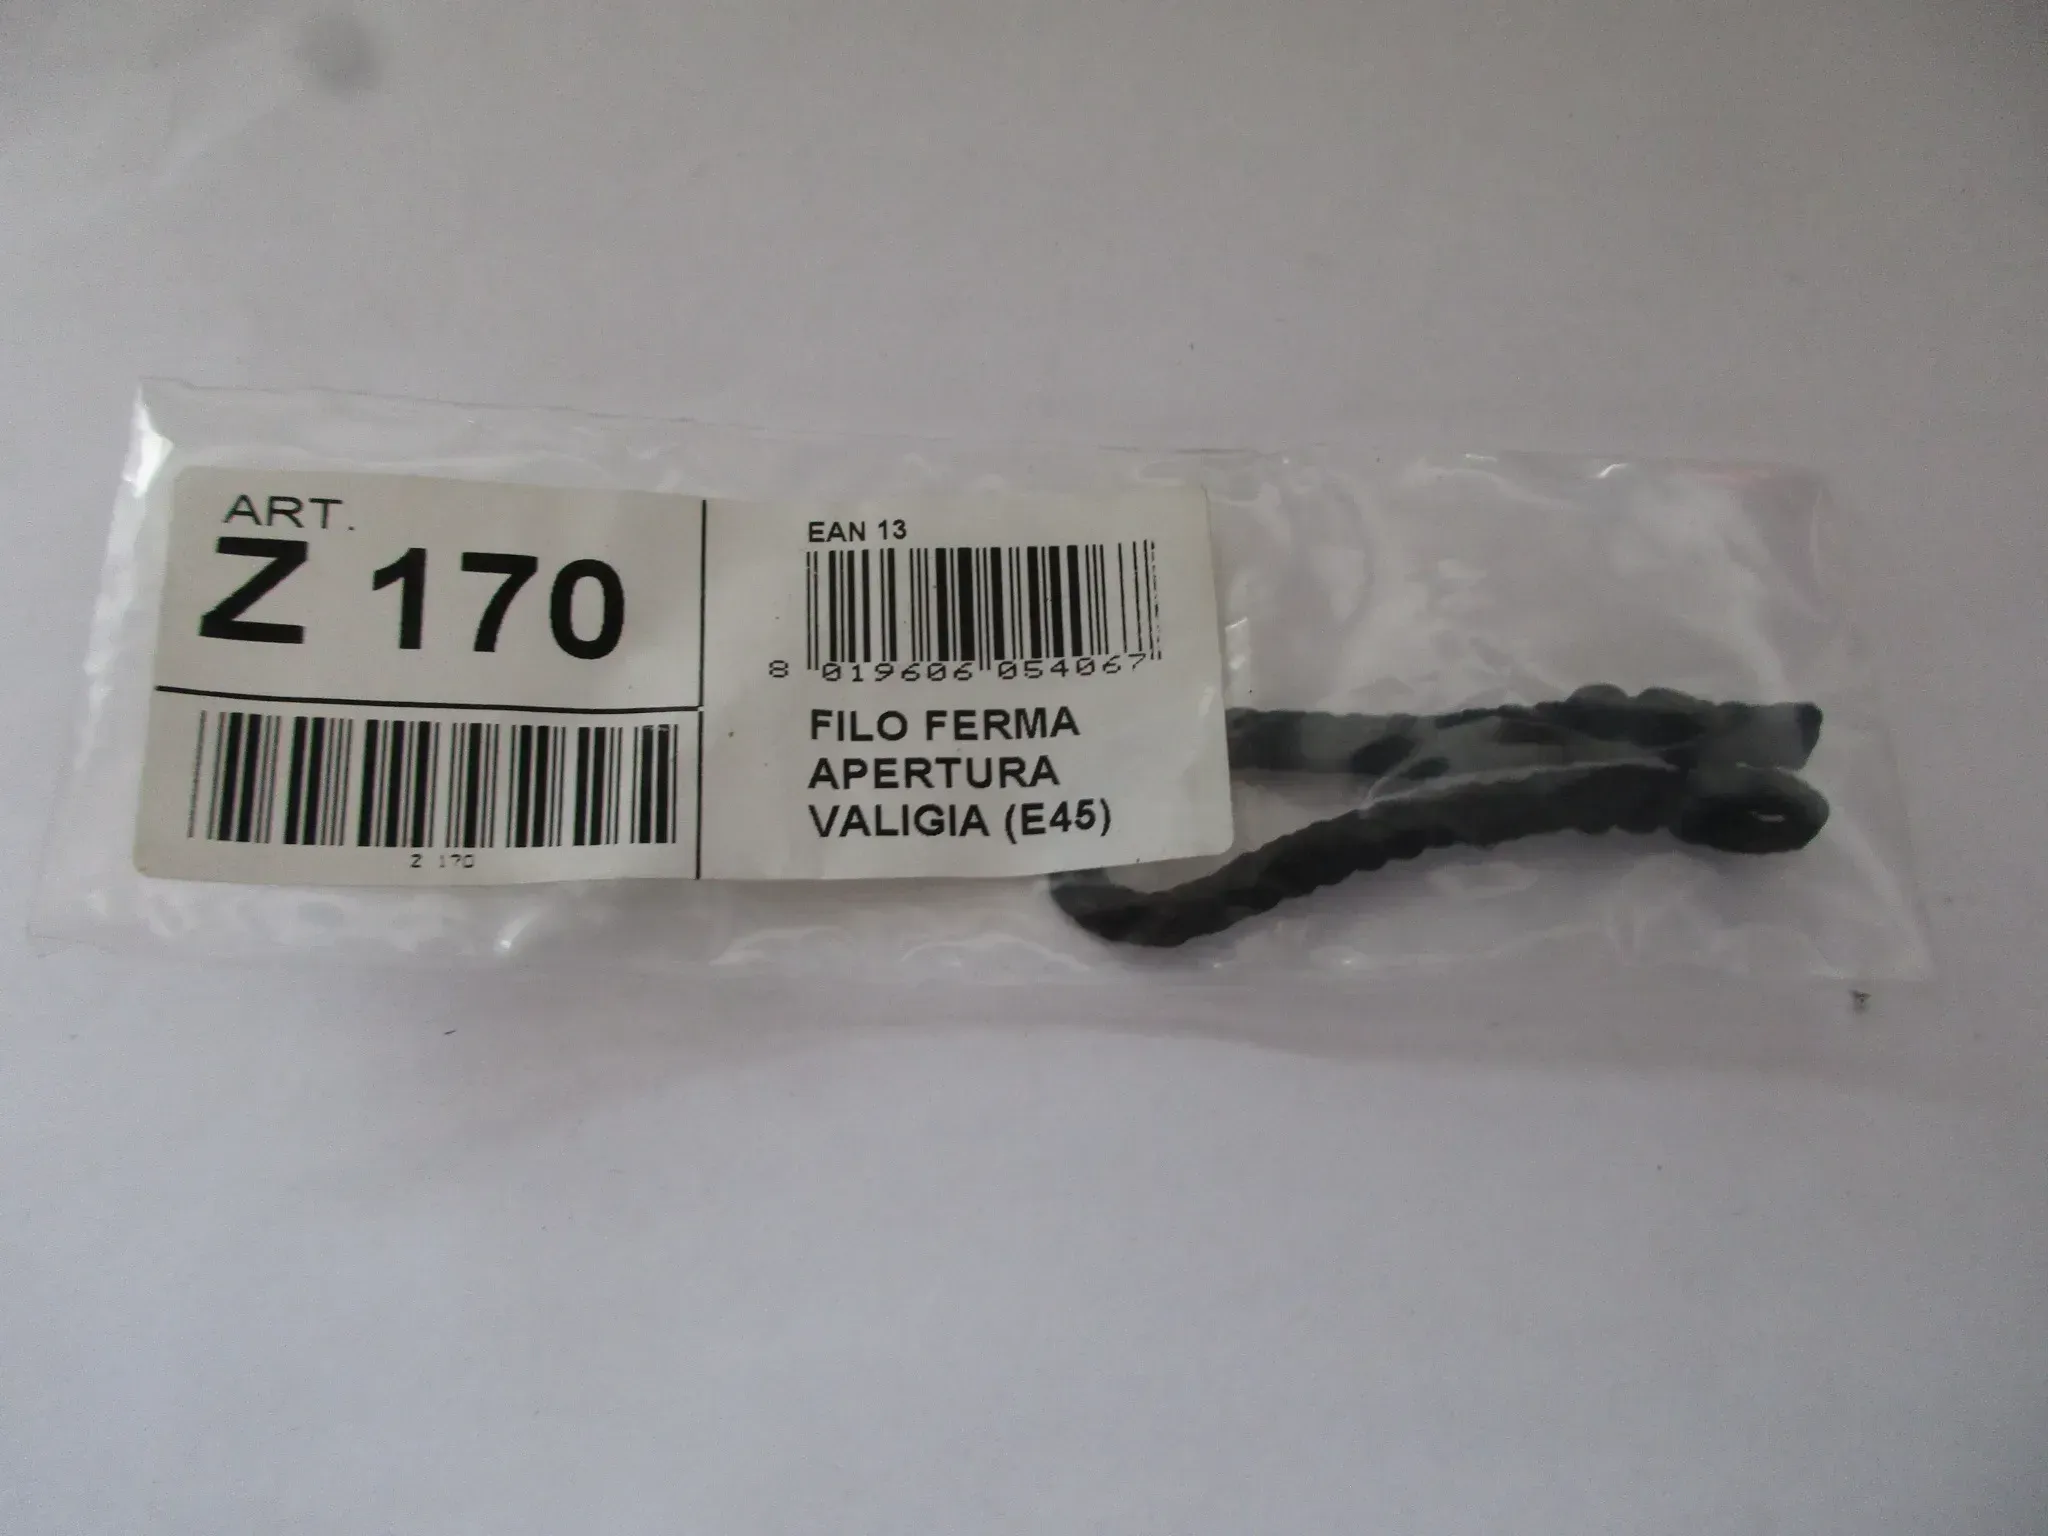 ART.
Z 170
Z 170
EAN 13
8 019606 054067
FILO FERMA
APERTURA
VALIGIA (E45)